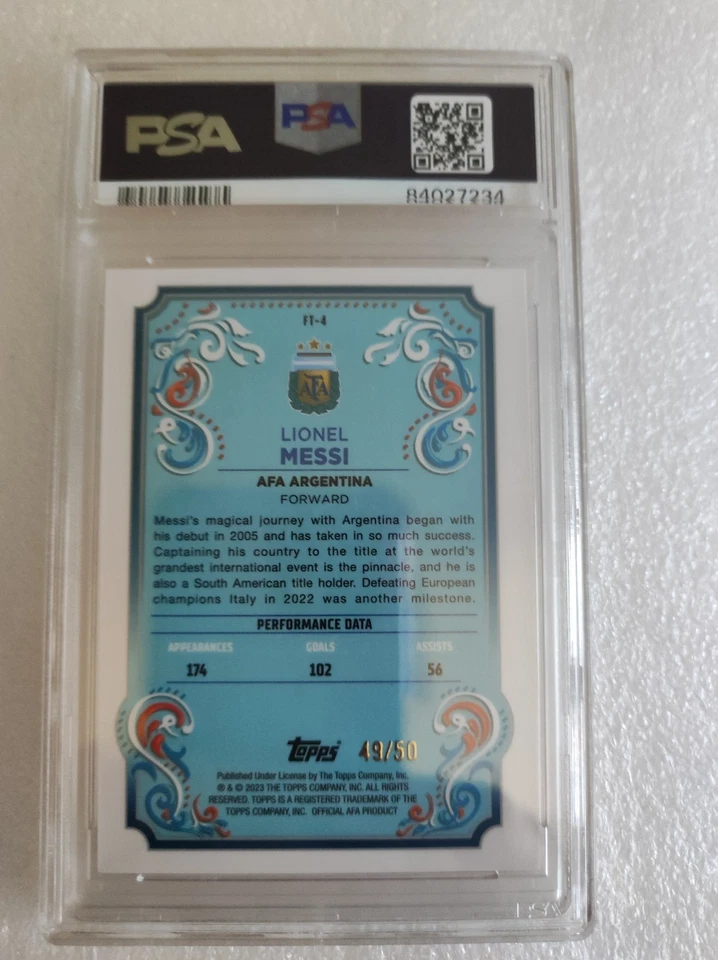 PSA PSA
84027234
FT-4
AFA
LIONEL
MESSI
AFA ARGENTINA
FORWARD
Messi's magical journey with Argentina began with
his debut in 2005 and has taken in so much success.
Captaining his country to the title at the world's
grandest international event is the pinnacle, and he is
also a South American title holder. Defeating European
champions Italy in 2022 was another milestone.
PERFORMANCE DATA
APPEARANCES GOALS ASSISTS
174 102 56
Topps 49/50
Published Under License by The Topps Company, Inc.
® & © 2023 THE TOPPS COMPANY, INC. ALL RIGHTS
RESERVED. TOPPS IS A REGISTERED TRADEMARK OF THE
TOPPS COMPANY, INC. OFFICIAL AFA PRODUCT
PSA